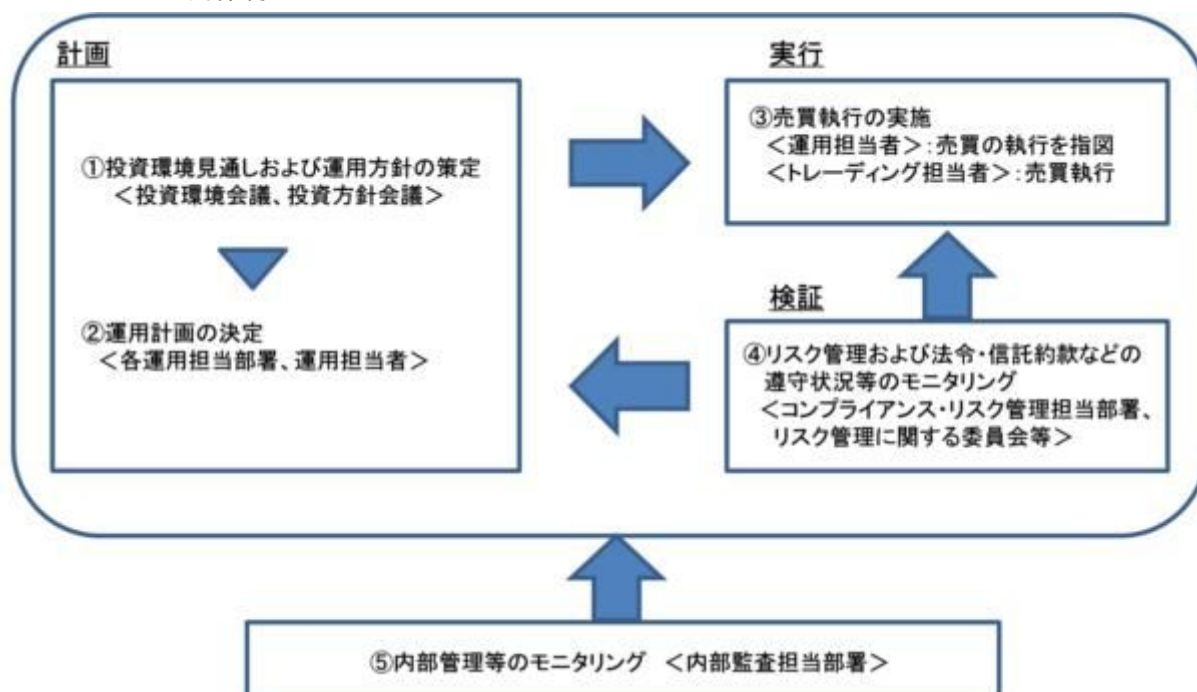 計画
①投資環境見通しおよび運用方針の策定
＜投資環境会議、投資方針会議＞
②運用計画の決定
＜各運用担当部署、運用担当者＞
実行
③売買執行の実施
＜運用担当者＞：売買の執行を指図
＜トレーディング担当者＞：売買執行
検証
④リスク管理および法令・信託約款などの
遵守状況等のモニタリング
＜コンプライアンス・リスク管理担当部署、
リスク管理に関する委員会等＞
⑤内部管理等のモニタリング ＜内部監査担当部署＞